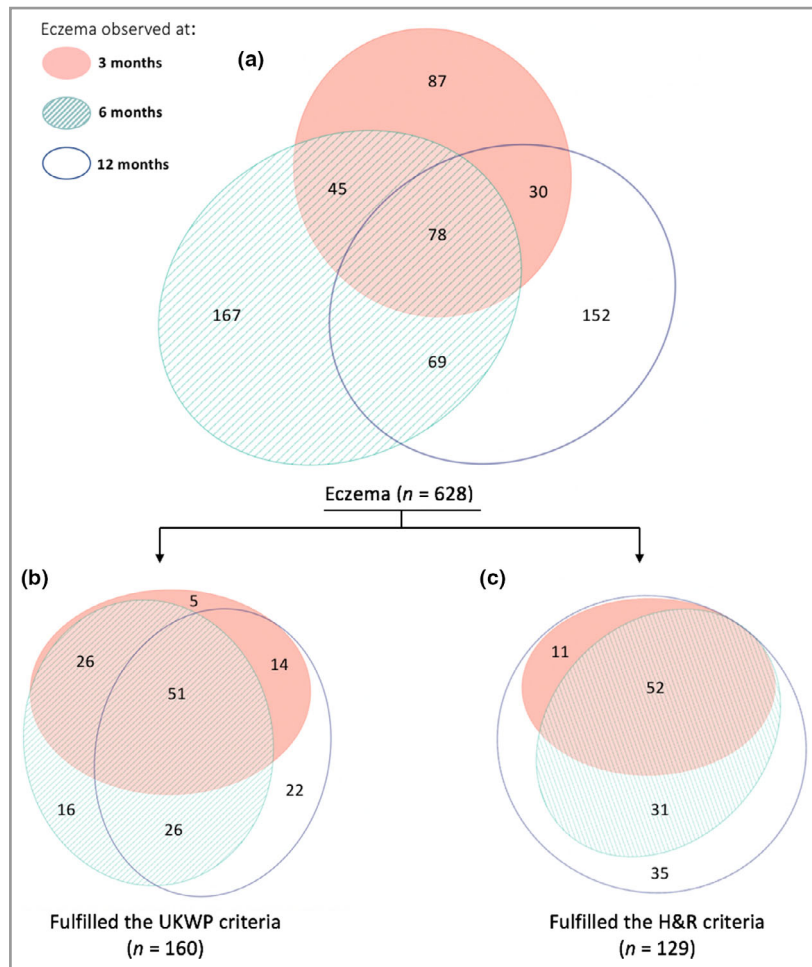 Eczema observed at:
3 months
6 months
12 months
(a)
87
45
30
78
167
152
69
Eczema (n = 628)
(b)
5
26
14
51
22
16
26
Fulfilled the UKWP criteria
(n = 160)
(c)
11
52
31
35
Fulfilled the H&R criteria
(n = 129)